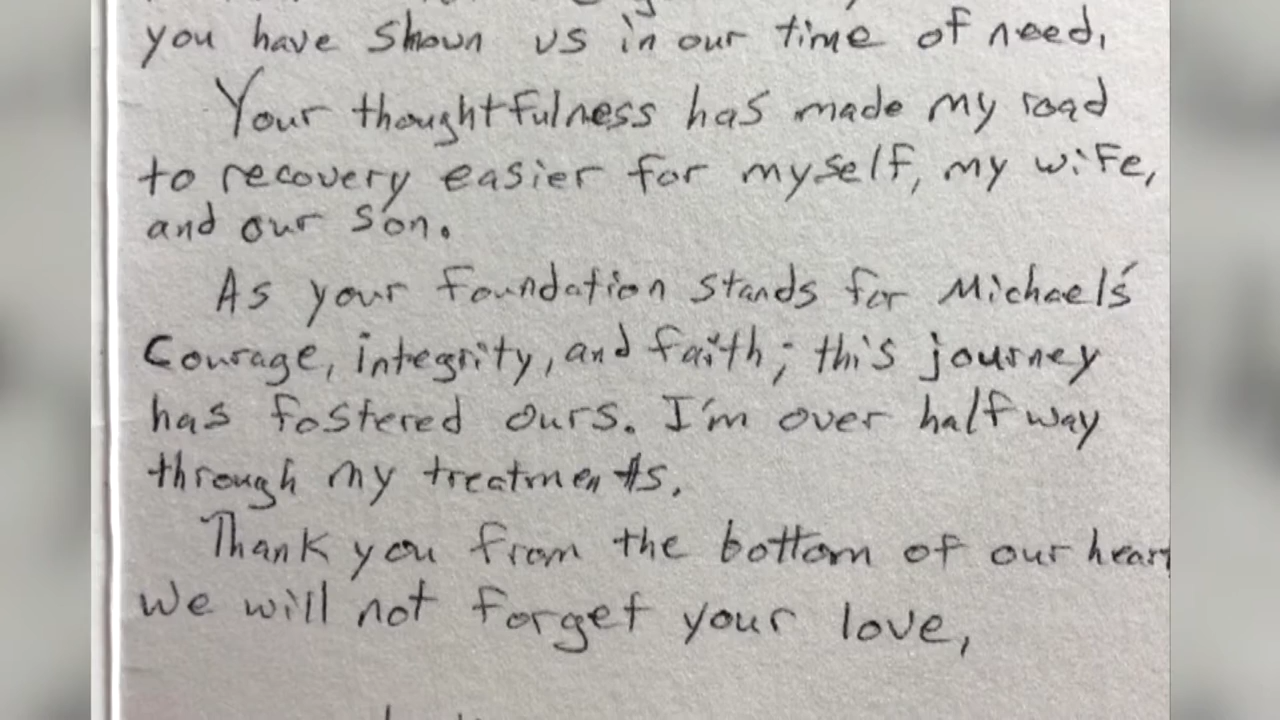 you have shown us in our time of need,
Your thoughtfulness has made my road
to recovery easier for myself, my wife,
and our son.
As your foundation stands for Michael's
Courage, integrity, and faith; this journey
has fostered ours. I'm over half way
through my treatments.
Thank you from the bottom of our heart
We will not forget your love,